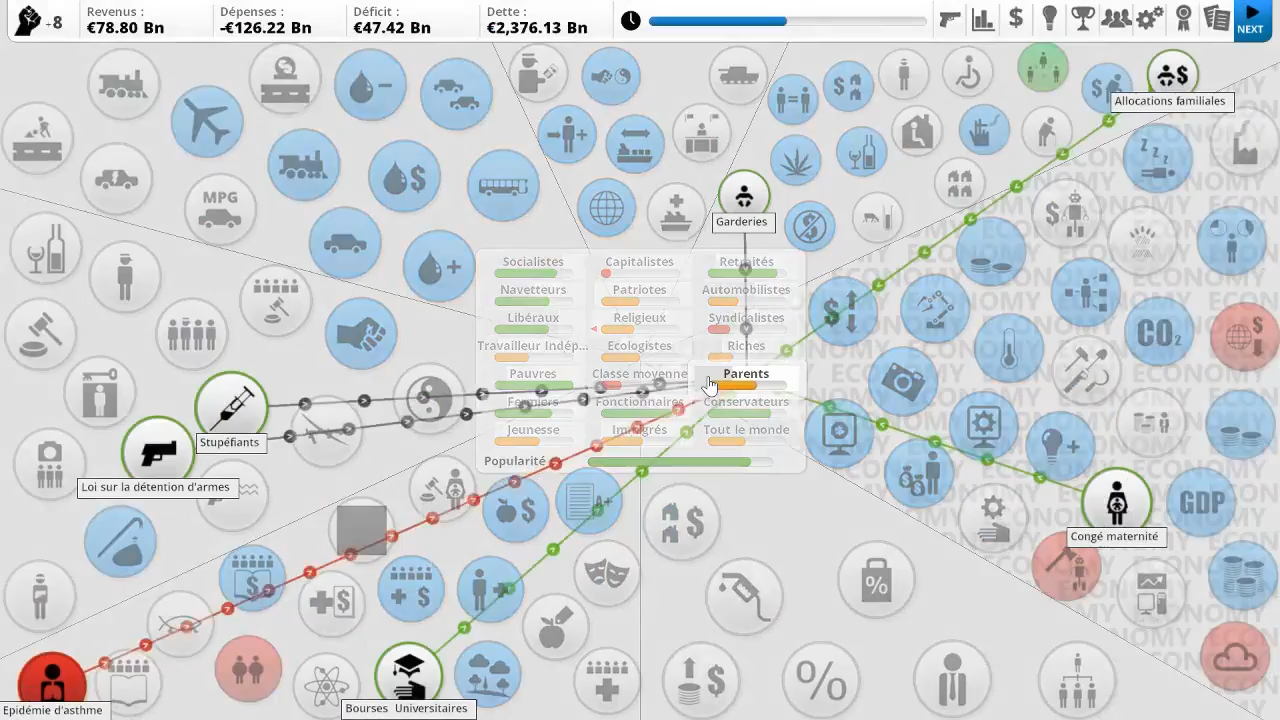 +8
Revenus :
€78.80 Bn
Dépenses :
-€126.22 Bn
Déficit :
€47.42 Bn
Dette :
€2,376.13 Bn
NEXT
Allocations familiales
MPG
Garderies
ECONOMY
Socialistes
Capitalistes
Retraités
Navetteurs
Patriotes
Automobilistes
Libéraux
Religieux
Syndicalistes
Travailleur Indép...
Ecologistes
Riches
Pauvres
Classe moyenne
Parents
Fermiers
Fonctionnaires
Conservateurs
Jeunesse
Immigrés
Tout le monde
Popularité
CO2
Stupéfiants
Loi sur la détention d'armes
A+
GDP
Congé maternité
Epidémie d'asthme
Bourses Universitaires